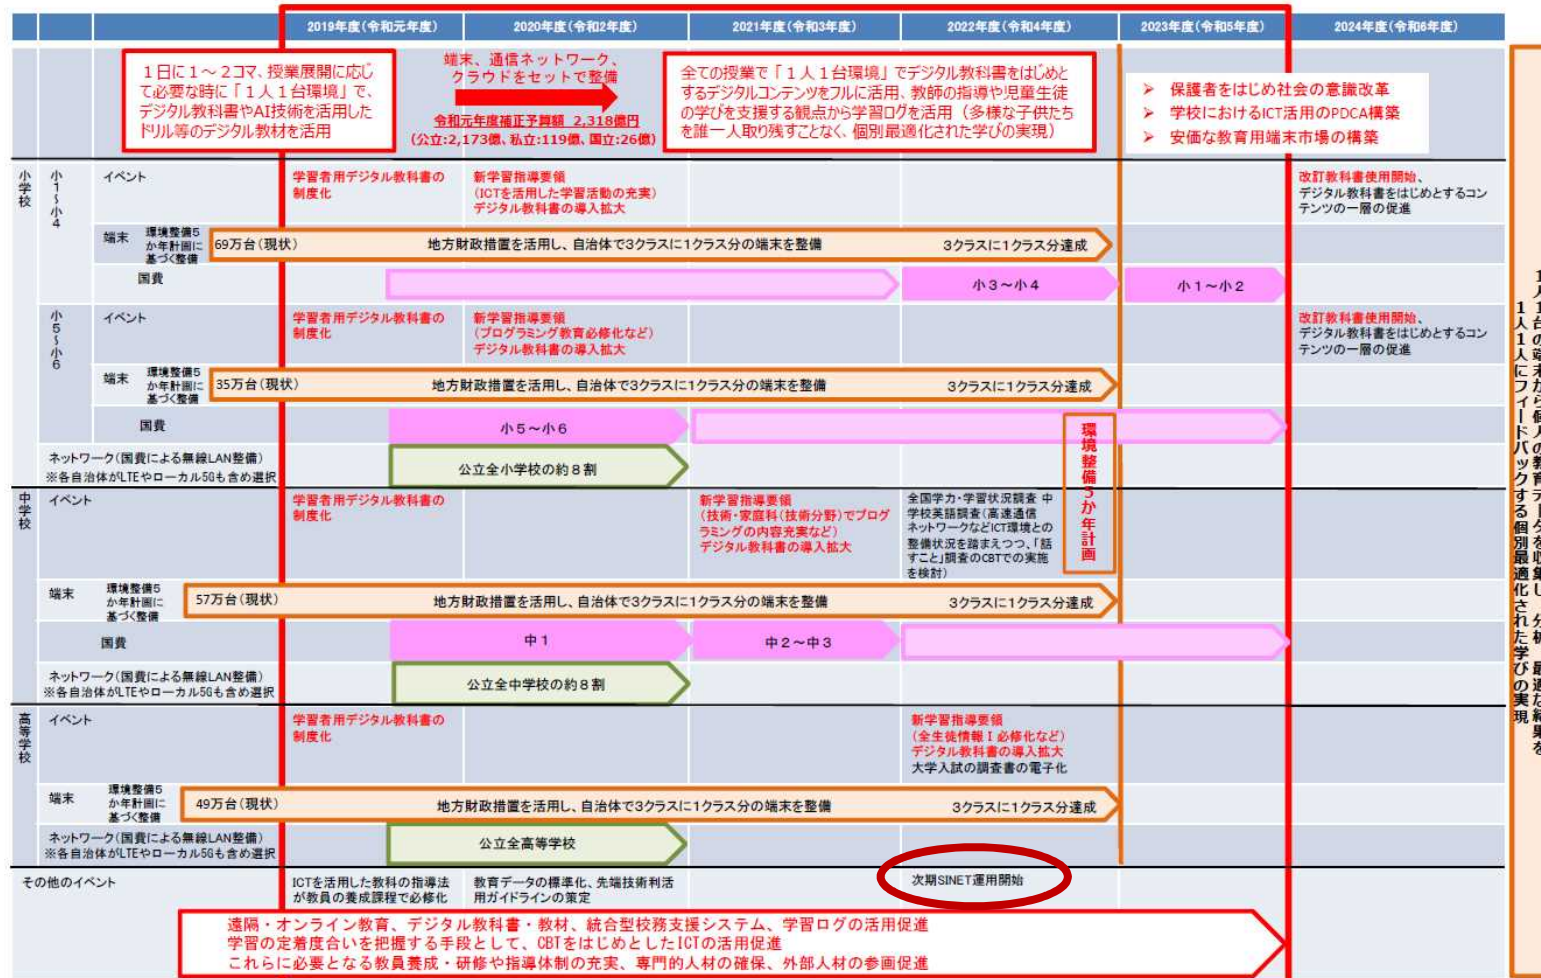 2019年度(令和元年度)
2020年度(令和2年度)
2021年度(令和3年度)
2022年度(令和4年度)
2023年度(令和5年度)
2024年度(令和6年度)
1日に1～2コマ、授業展開に応じ
て必要な時に「1人1台環境」で、
デジタル教科書やAI技術を活用した
ドリル等のデジタル教材を活用
端末、通信ネットワーク、
クラウドをセットで整備
令和元年度補正予算額 2,318億円
(公立:2,173億、私立:119億、国立:26億)
全ての授業で「1人1台環境」でデジタル教科書をはじめと
するデジタルコンテンツをフルに活用、教師の指導や児童生徒
の学びを支援する観点から学習ログを活用（多様な子供たち
を誰一人取り残すことなく、個別最適化された学びの実現）
➢ 保護者をはじめ社会の意識改革
➢ 学校におけるICT活用のPDCA構築
➢ 安価な教育用端末市場の構築
小学校
小1～小4
イベント
学習者用デジタル教科書の
制度化
新学習指導要領
(ICTを活用した学習活動の充実)
デジタル教科書の導入拡大
改訂教科書使用開始、
デジタル教科書をはじめとするコン
テンツの一層の促進
端末
環境整備5
か年計画に
基づく整備
69万台(現状)
地方財政措置を活用し、自治体で3クラスに1クラス分の端末を整備
3クラスに1クラス分達成
国費
小3～小4
小1～小2
小5～小6
イベント
学習者用デジタル教科書の
制度化
新学習指導要領
(プログラミング教育必修化など)
デジタル教科書の導入拡大
改訂教科書使用開始、
デジタル教科書をはじめとするコン
テンツの一層の促進
端末
環境整備5
か年計画に
基づく整備
35万台(現状)
地方財政措置を活用し、自治体で3クラスに1クラス分の端末を整備
3クラスに1クラス分達成
国費
小5～小6
ネットワーク(国費による無線LAN整備)
※各自治体がLTEやローカル5Gも含め選択
公立全小学校の約8割
環境整備5か年計画
中学校
イベント
学習者用デジタル教科書の
制度化
新学習指導要領
(技術・家庭科(技術分野)でプログ
ラミングの内容充実など)
デジタル教科書の導入拡大
全国学力・学習状況調査 中
学校英語調査(高速通信
ネットワークなどICT環境との
整備状況を踏まえつつ、「話
すこと」調査のCBTでの実施
を検討)
端末
環境整備5
か年計画に
基づく整備
57万台(現状)
地方財政措置を活用し、自治体で3クラスに1クラス分の端末を整備
3クラスに1クラス分達成
国費
中1
中2～中3
ネットワーク(国費による無線LAN整備)
※各自治体がLTEやローカル5Gも含め選択
公立全中学校の約8割
高等学校
イベント
学習者用デジタル教科書の
制度化
新学習指導要領
(全生徒情報Ⅰ必修化など)
デジタル教科書の導入拡大
大学入試の調査書の電子化
端末
環境整備5
か年計画に
基づく整備
49万台(現状)
地方財政措置を活用し、自治体で3クラスに1クラス分の端末を整備
3クラスに1クラス分達成
ネットワーク(国費による無線LAN整備)
※各自治体がLTEやローカル5Gも含め選択
公立全高等学校
その他のイベント
ICTを活用した教科の指導法
が教員の養成課程で必修化
教育データの標準化、先端技術利活
用ガイドラインの策定
次期SINET運用開始
遠隔・オンライン教育、デジタル教科書・教材、統合型校務支援システム、学習ログの活用促進
学習の定着度合いを把握する手段として、CBTをはじめとしたICTの活用促進
これらに必要となる教員養成・研修や指導体制の充実、専門的人材の確保、外部人材の参画促進
1人1台の端末から個人の教育データを収集し、分析、最適な結果を
1人1人にフィードバックする個別最適化された学びの実現